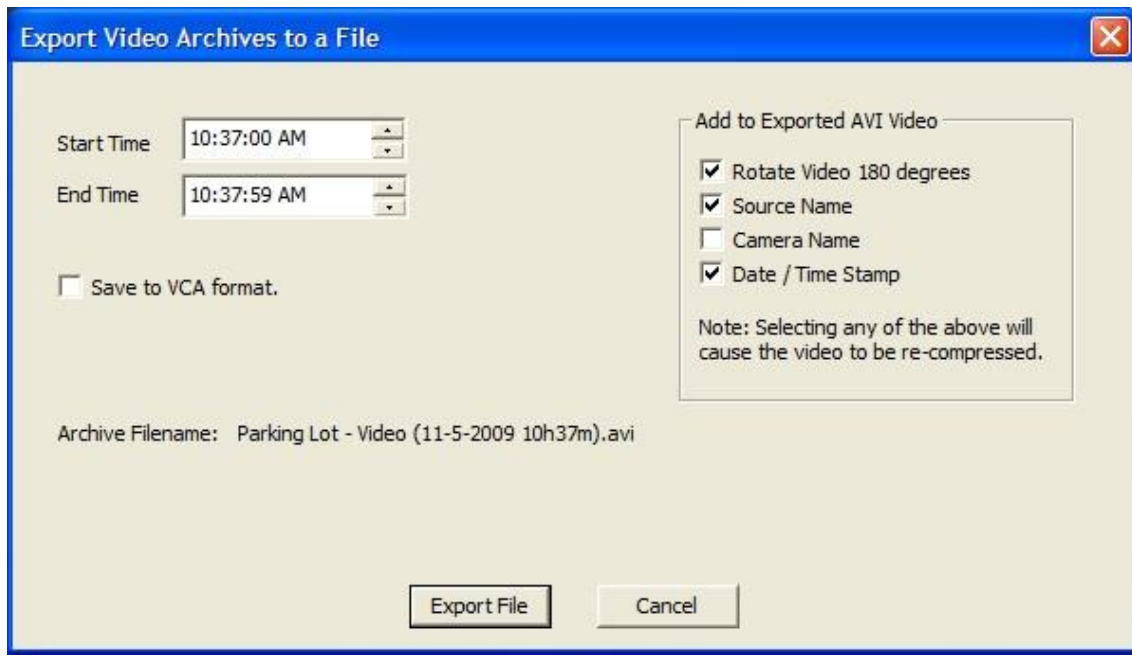 Export Video Archives to a File
Start Time 10:37:00 AM
End Time 10:37:59 AM
Save to VCA format.
Add to Exported AVI Video
Rotate Video 180 degrees
Source Name
Camera Name
Date / Time Stamp
Note: Selecting any of the above will
cause the video to be re-compressed.
Archive Filename: Parking Lot - Video (11-5-2009 10h37m).avi
Export File Cancel